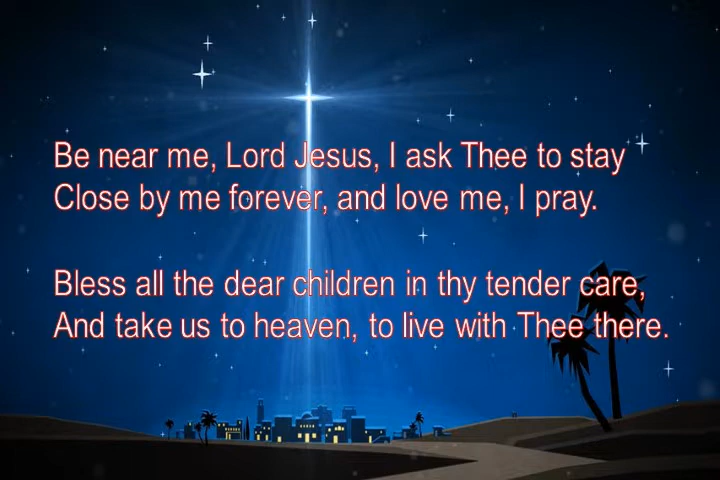 Be near me, Lord Jesus, I ask Thee to stay
Close by me forever, and love me, I pray.
Bless all the dear children in thy tender care,
And take us to heaven, to live with Thee there.